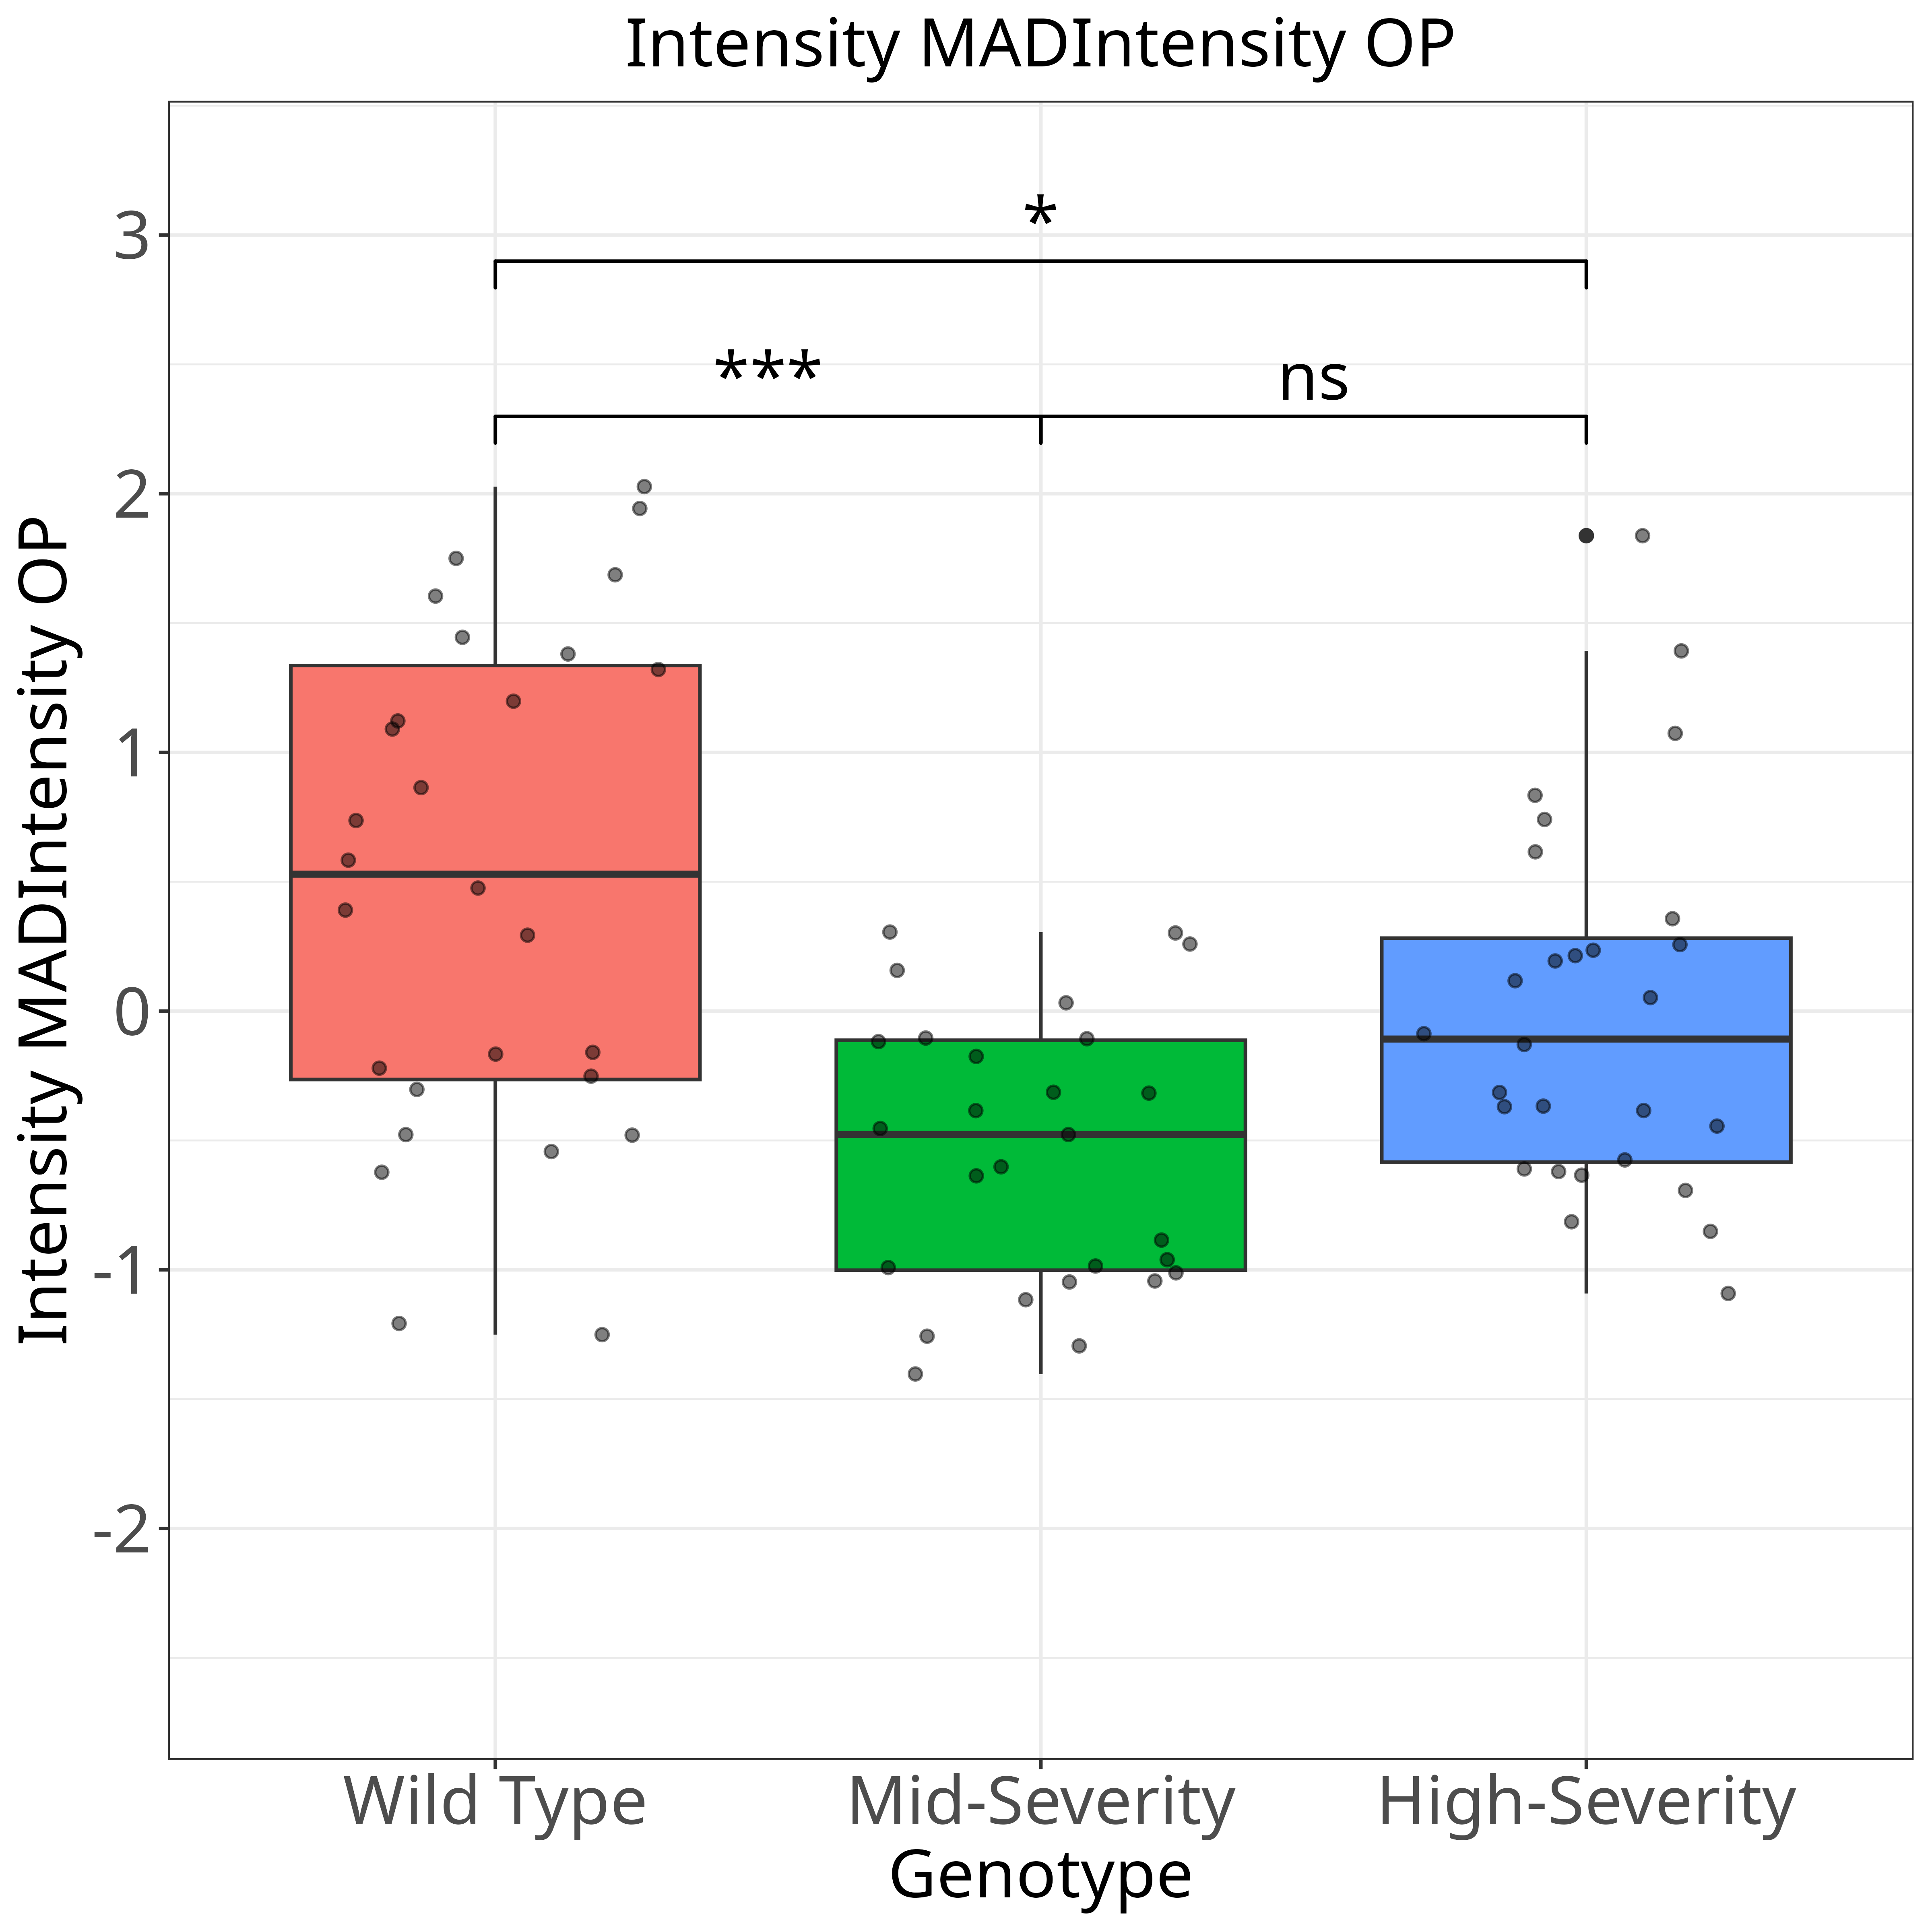 Intensity MADIntensity OP
Intensity MADIntensity OP
3
2
1
0
-1
-2
*
***
ns
Wild Type
Mid-Severity
High-Severity
Genotype